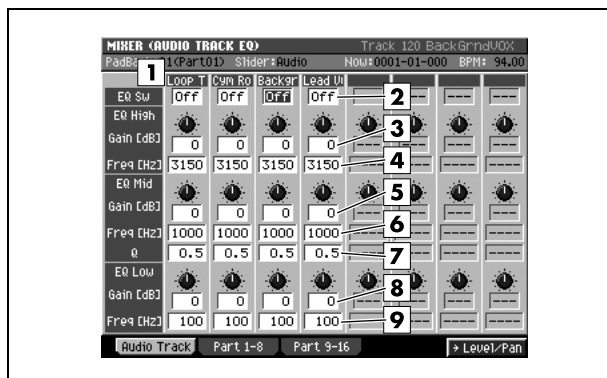 MIXER (AUDIO TRACK EQ) Track 120 BackGrndVOX
1(Part01) Slider:Audio Now:0001-01-000 BPM: 94.00
1 Loop T Cym Ro Backgr Lead
EQ Sw Off Off Off Off 2 --- --- --- ---
EQ High
Gain [dB] 0 0 0 0 3 --- --- --- ---
Freq [Hz] 3150 3150 3150 3150 4 ---- ---- ---- ----
EQ Mid
Gain [dB] 0 0 0 0 5 --- --- --- ---
Freq [Hz] 1000 1000 1000 1000 6 ---- ---- ---- ----
Q 0.5 0.5 0.5 0.5 7 ---- ---- ---- ----
EQ Low
Gain [dB] 0 0 0 0 8 --- --- --- ---
Freq [Hz] 100 100 100 100 9 ---- ---- ---- ----
Audio Track Part 1-8 Part 9-16 → Level/Pan